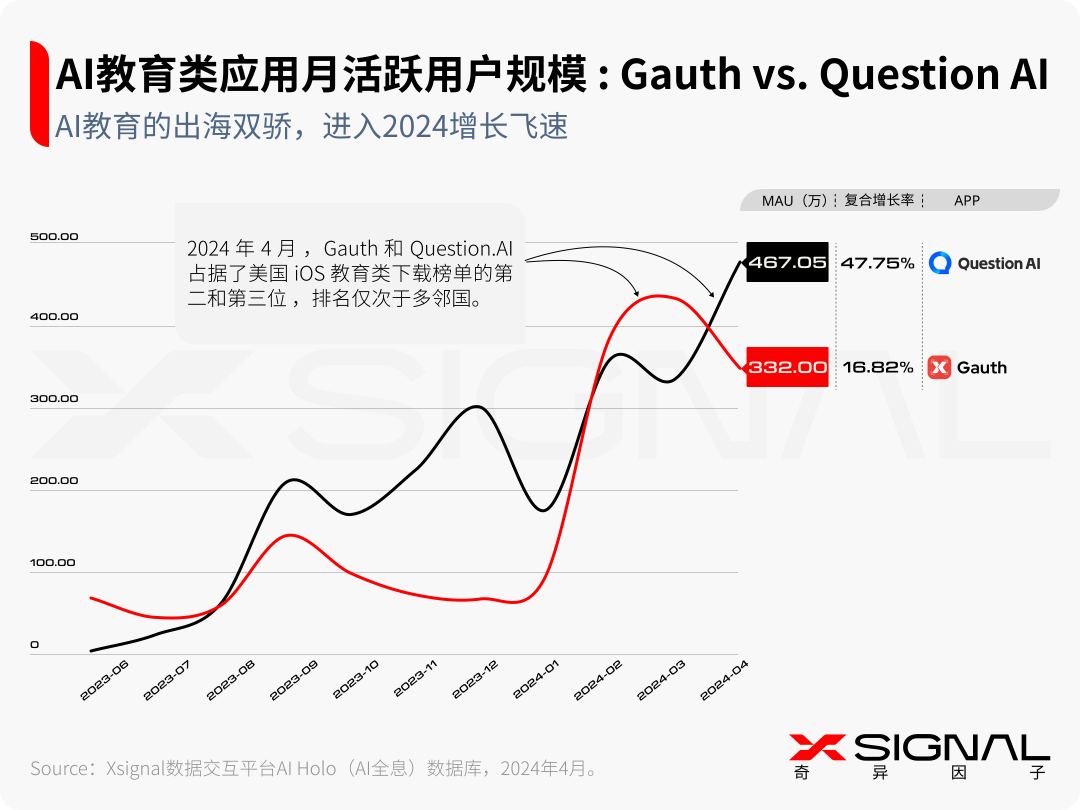 AI教育类应用月活跃用户规模 : Gauth vs. Question AI
AI教育的出海双骄，进入2024增长飞速
MAU（万） 复合增长率 APP
2024 年 4 月 ，Gauth 和 Question.AI
占据了美国 iOS 教育类下载榜单的第
二和第三位 ，排名仅次于多邻国。
500.00
400.00
300.00
200.00
100.00
0
467.05 47.75% Question AI
332.00 16.82% Gauth
XSIGNAL
2023-06 2023-07 2023-08 2023-09 2023-10 2023-11 2023-12 2024-01 2024-02 2024-03 2024-04
Source：Xsignal数据交互平台AI Holo（AI全息）数据库，2024年4月。
XSIGNAL
奇异因子